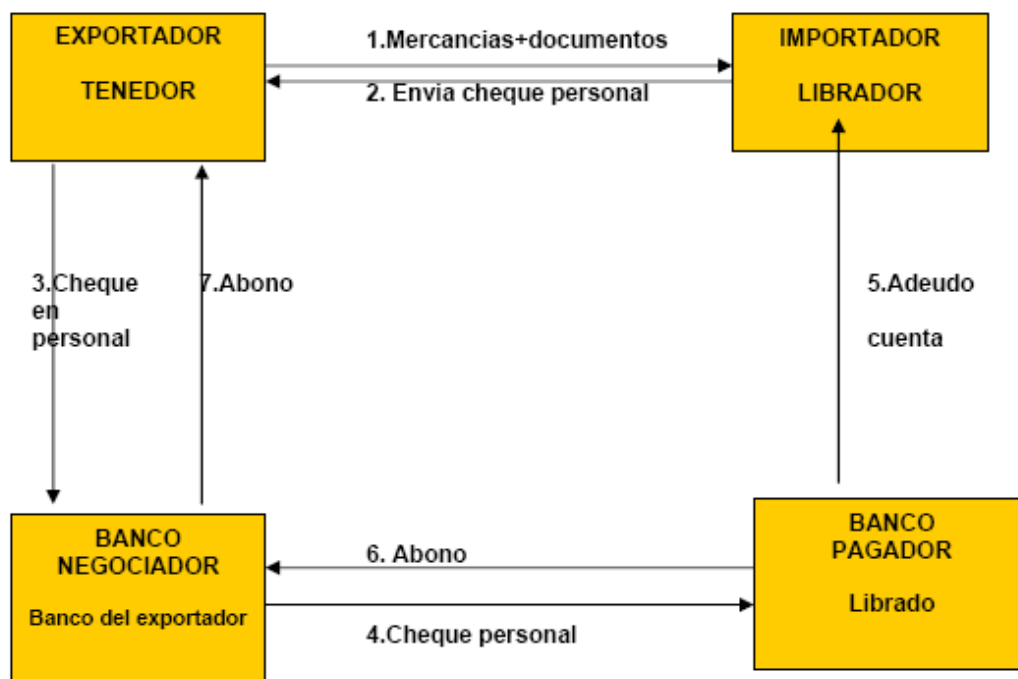 EXPORTADOR
TENEDOR
1.Mercancias+documentos
2. Envia cheque personal
IMPORTADOR
LIBRADOR
3.Cheque
en
personal
7.Abono
5.Adeudo
cuenta
BANCO
NEGOCIADOR
Banco del exportador
6. Abono
4.Cheque personal
BANCO
PAGADOR
Librado